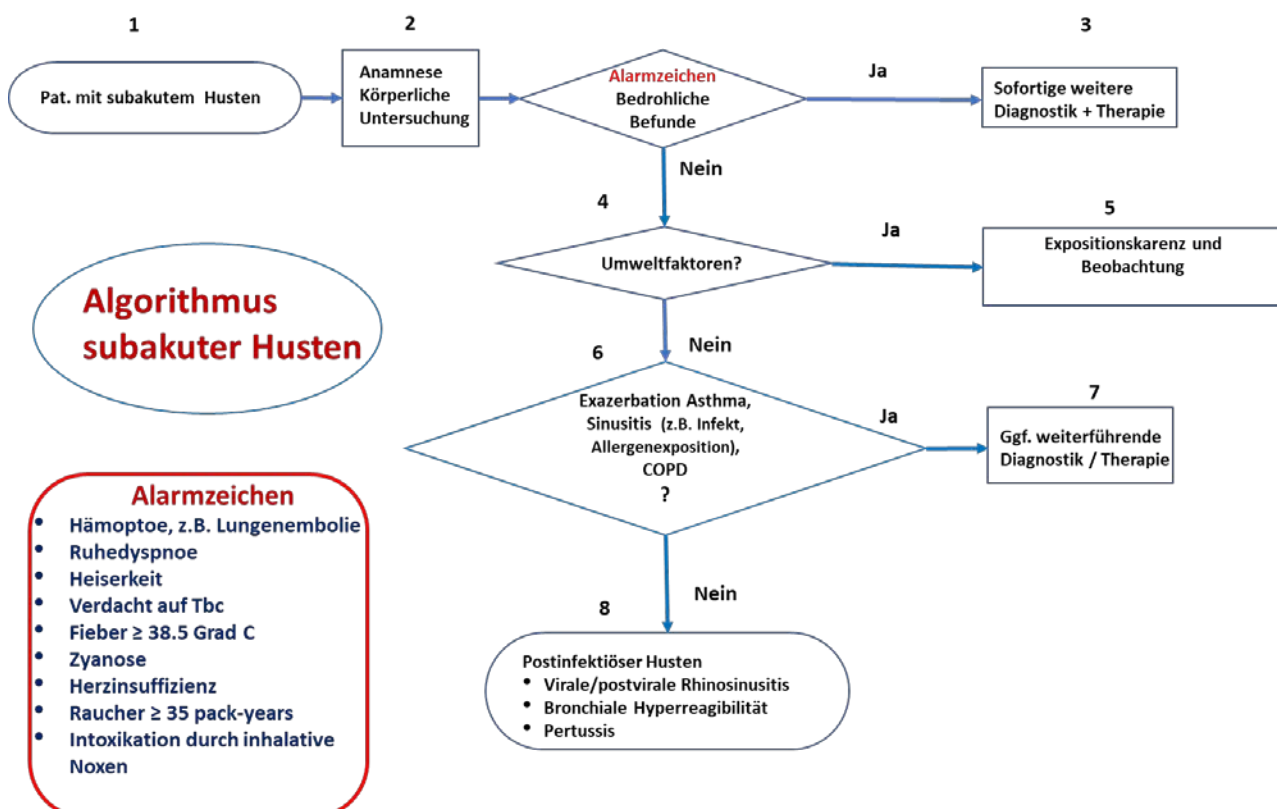 1
2
3
Pat. mit subakutem Husten
Anamnese
Körperliche
Untersuchung
Alarmzeichen
Bedrohliche
Befunde
Ja
Sofortige weitere
Diagnostik + Therapie
Nein
4
5
Umweltfaktoren?
Ja
Expositionskarenz und
Beobachtung
Algorithmus
subakuter Husten
Nein
6
7
Exazerbation Asthma,
Sinusitis (z.B. Infekt,
Allergenexposition),
COPD
?
Ja
Ggf. weiterführende
Diagnostik / Therapie
Nein
8
Postinfektiöser Husten
• Virale/postvirale Rhinosinusitis
• Bronchiale Hyperreagibilität
• Pertussis
Alarmzeichen
• Hämoptoe, z.B. Lungenembolie
• Ruhedyspnoe
• Heiserkeit
• Verdacht auf Tbc
• Fieber ≥ 38.5 Grad C
• Zyanose
• Herzinsuffizienz
• Raucher ≥ 35 pack-years
• Intoxikation durch inhalative
Noxen